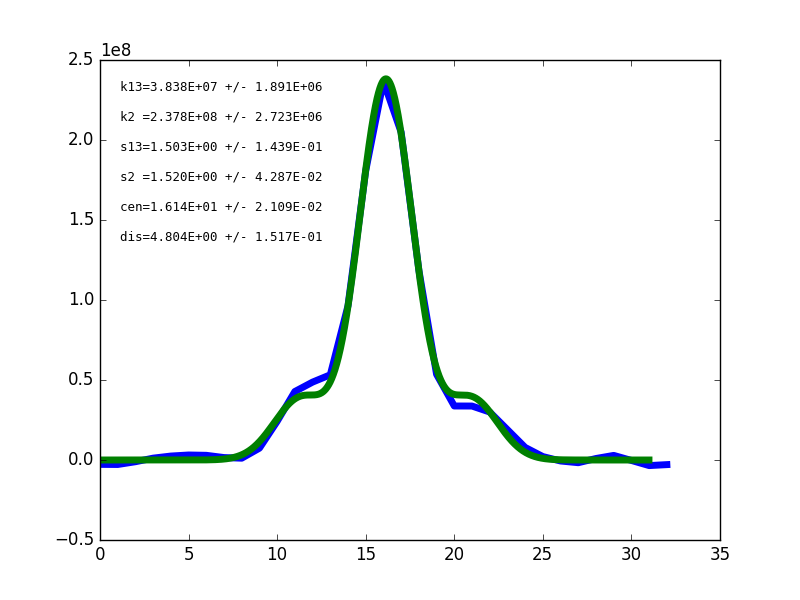 1e8
2.5
k13=3.838E+07 +/- 1.891E+06
k2 =2.378E+08 +/- 2.723E+06
2.0
s13=1.503E+00 +/- 1.439E-01
s2 =1.520E+00 +/- 4.287E-02
1.5
cen=1.614E+01 +/- 2.109E-02
dis=4.804E+00 +/- 1.517E-01
1.0
0.5
0.0
−0.5
0 5 10 15 20 25 30 35